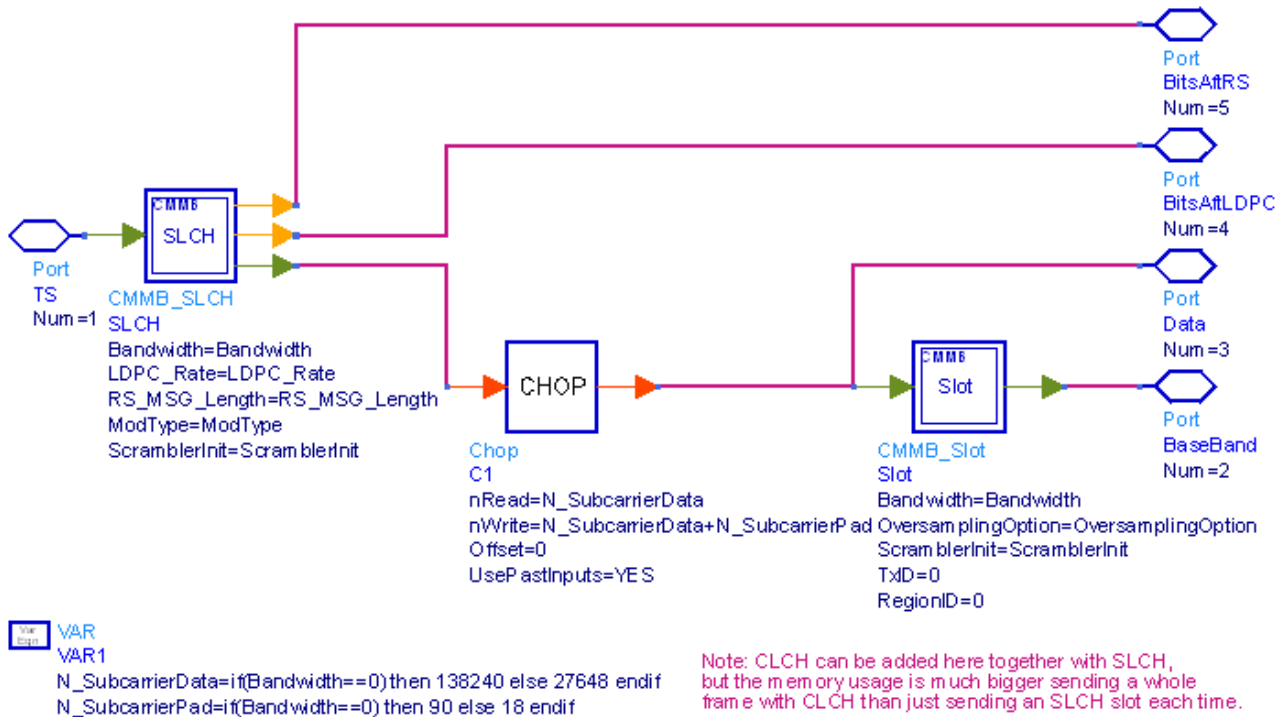 Port
BitsAftRS
Num=5
Port
BitsAftLDPC
Num=4
CMMB
SLCH
Port
TS
Num=1
CMMB_SLCH
SLCH
Bandwidth=Bandwidth
LDPC_Rate=LDPC_Rate
RS_MSG_Length=RS_MSG_Length
ModType=ModType
ScramblerInit=ScramblerInit
Port
Data
Num=3
CHOP
Chop
C1
nRead=N_SubcarrierData
nWrite=N_SubcarrierData+N_SubcarrierPad
Offset=0
UsePastInputs=YES
CMMB
Slot
CMMB_Slot
Slot
Bandwidth=Bandwidth
OversamplingOption=OversamplingOption
ScramblerInit=ScramblerInit
TxID=0
RegionID=0
Port
BaseBand
Num=2
Var
Eqn
VAR
VAR1
N_SubcarrierData=if(Bandwidth==0) then 138240 else 27648 endif
N_SubcarrierPad=if(Bandwidth==0) then 90 else 18 endif
Note: CLCH can be added here together with SLCH,
but the memory usage is much bigger sending a whole
frame with CLCH than just sending an SLCH slot each time.